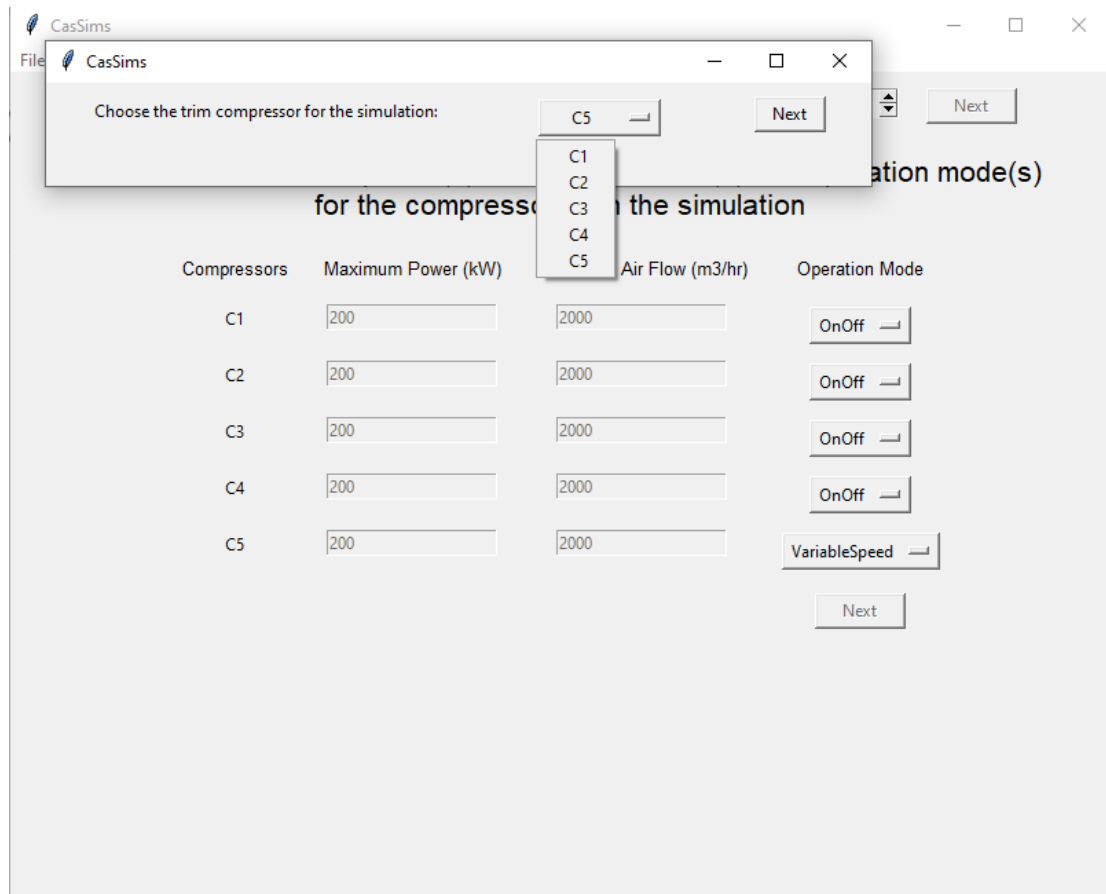 CasSims
File
CasSims
Choose the trim compressor for the simulation:
C5
Next
Next
C1
C2
C3
C4
C5
ation mode(s)
for the compresso the simulation
Compressors Maximum Power (kW) Air Flow (m3/hr) Operation Mode
C1 200 2000 OnOff
C2 200 2000 OnOff
C3 200 2000 OnOff
C4 200 2000 OnOff
C5 200 2000 VariableSpeed
Next